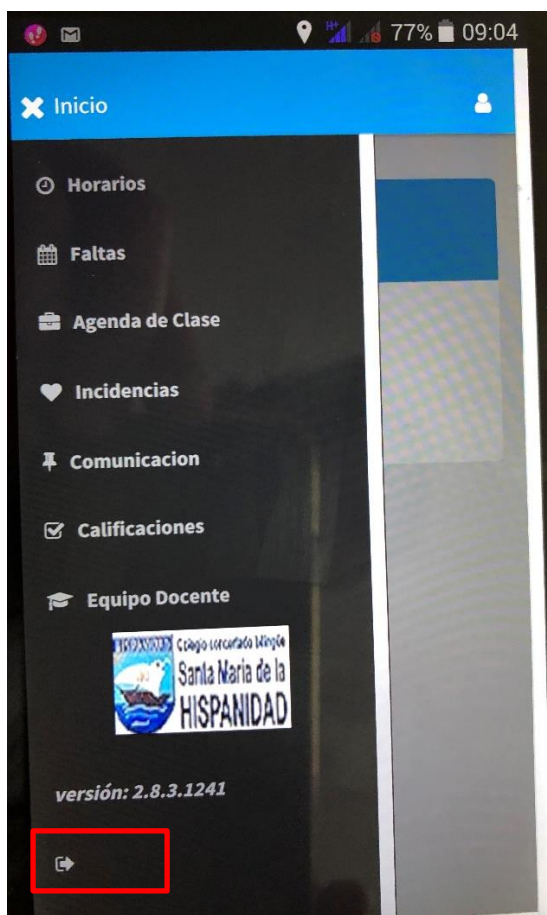 77% 09:04
Inicio
Horarios
Faltas
Agenda de Clase
Incidencias
Comunicacion
Calificaciones
Equipo Docente
HISPANIDAD Colegio concertado bilingüe
Santa Maria de la
HISPANIDAD
versión: 2.8.3.1241